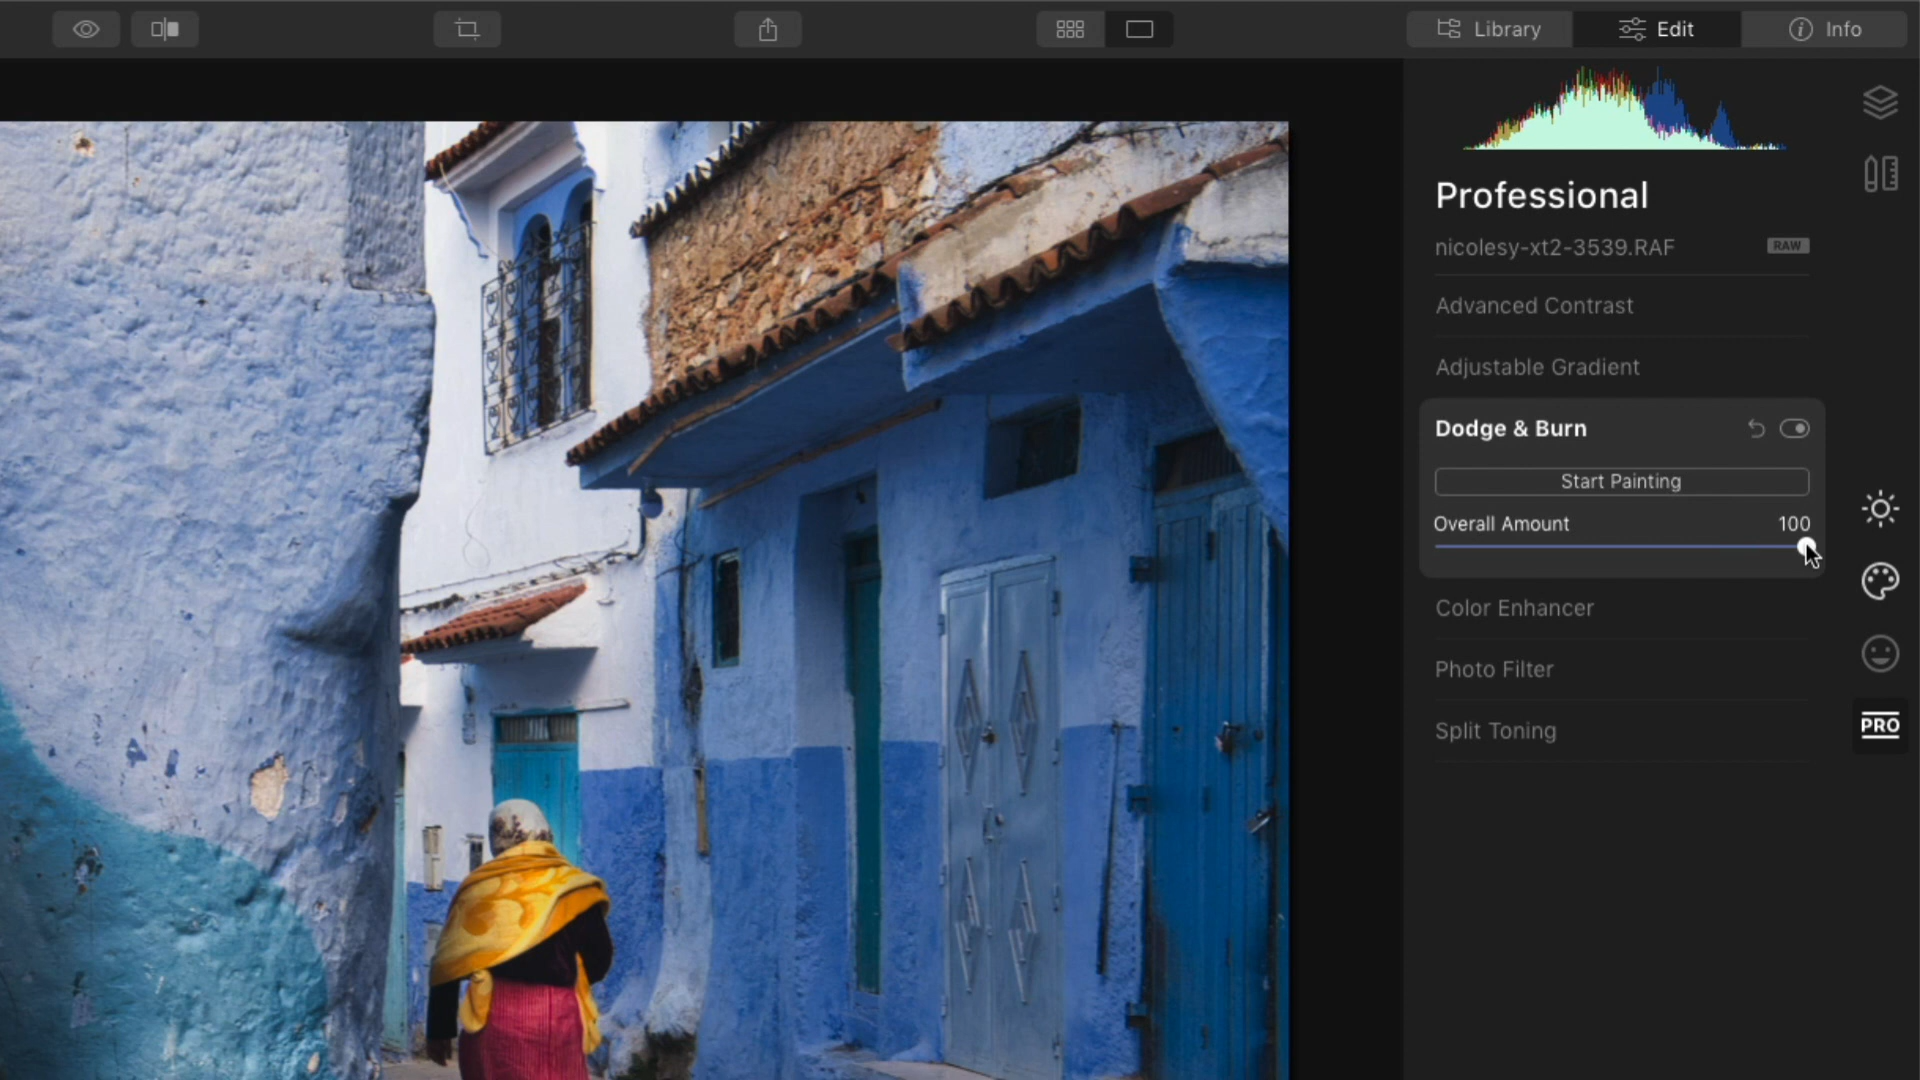 Library
Edit
Info
Professional
nicolesy-xt2-3539.RAF
RAW
Advanced Contrast
Adjustable Gradient
Dodge & Burn
Start Painting
Overall Amount 100
Color Enhancer
Photo Filter
Split Toning
PRO